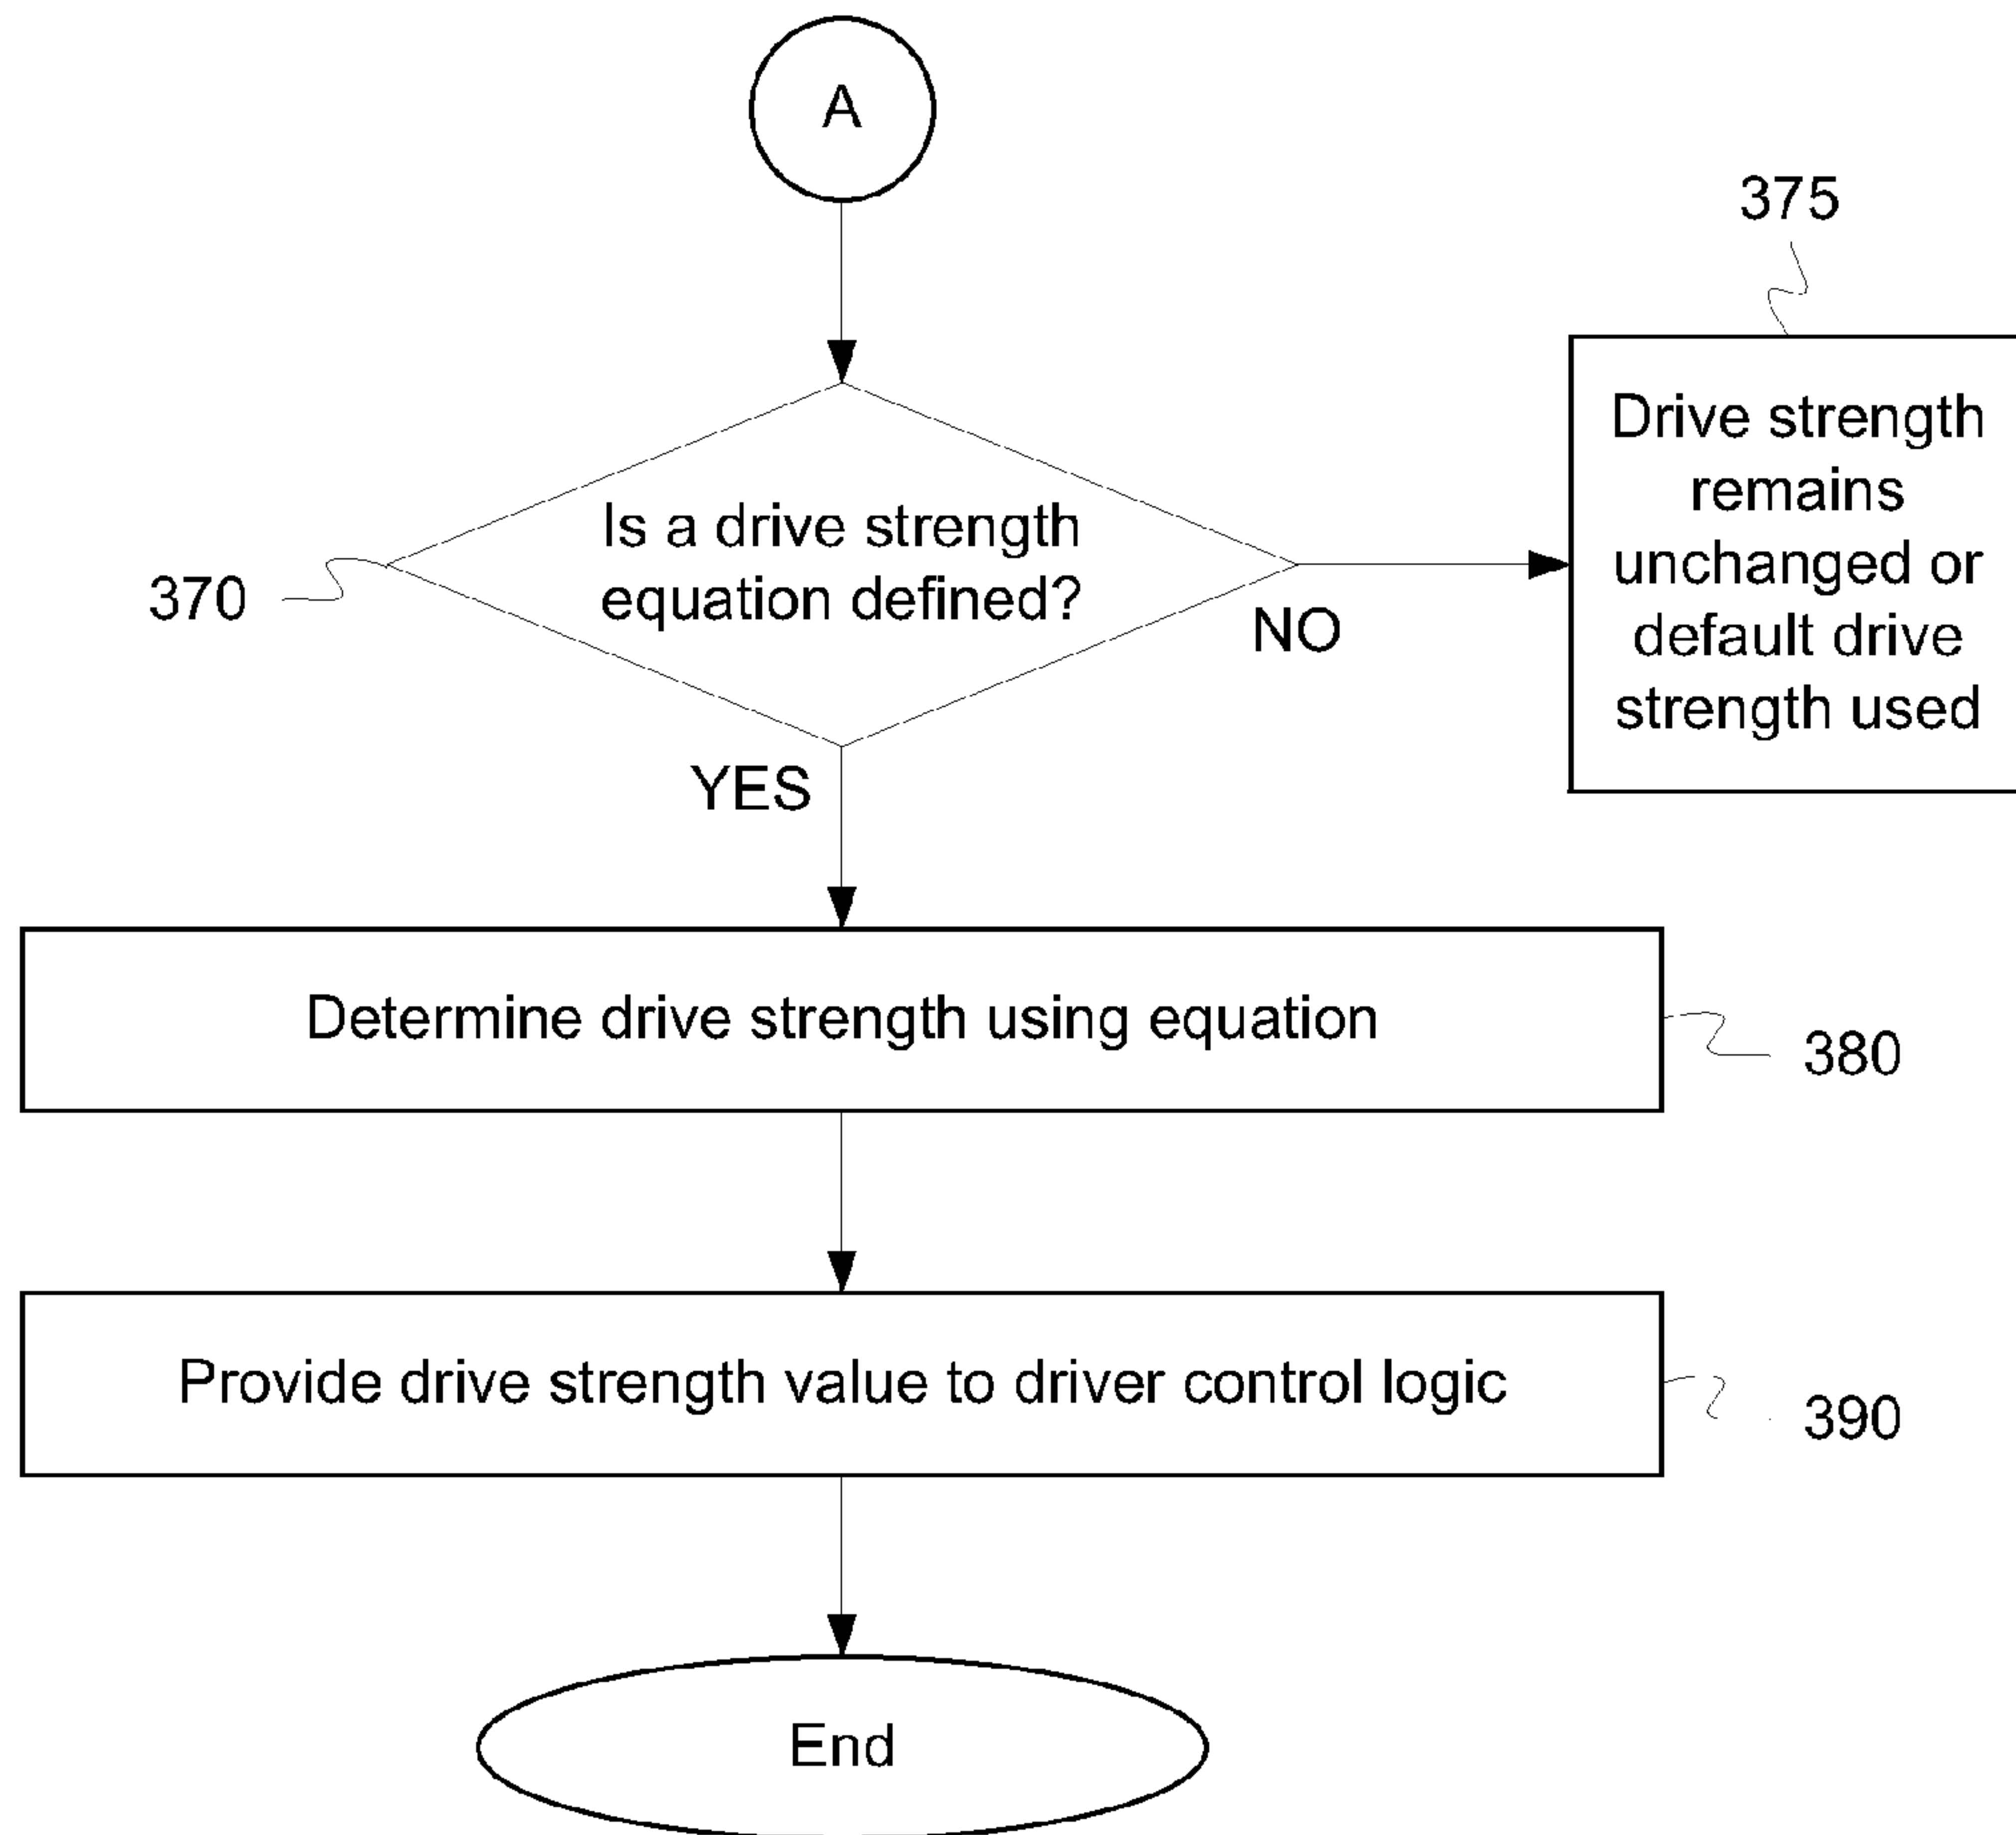 A
375
Drive strength
remains
unchanged or
default drive
strength used
Is a drive strength
equation defined?
370
NO
YES
Determine drive strength using equation
380
Provide drive strength value to driver control logic
390
End